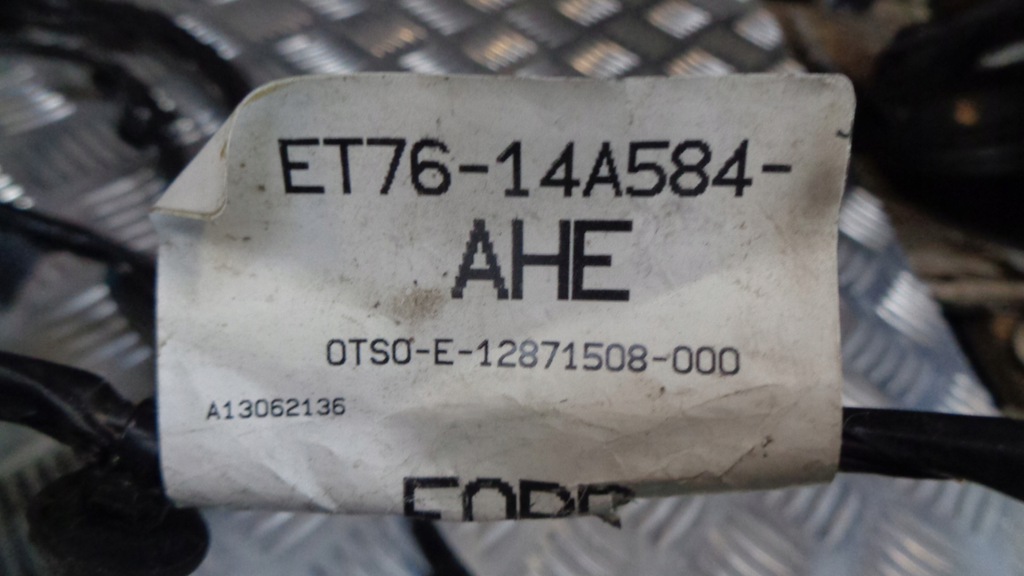 ET76-14A584-
AHE
OTSO-E-12871508-000
A13062136